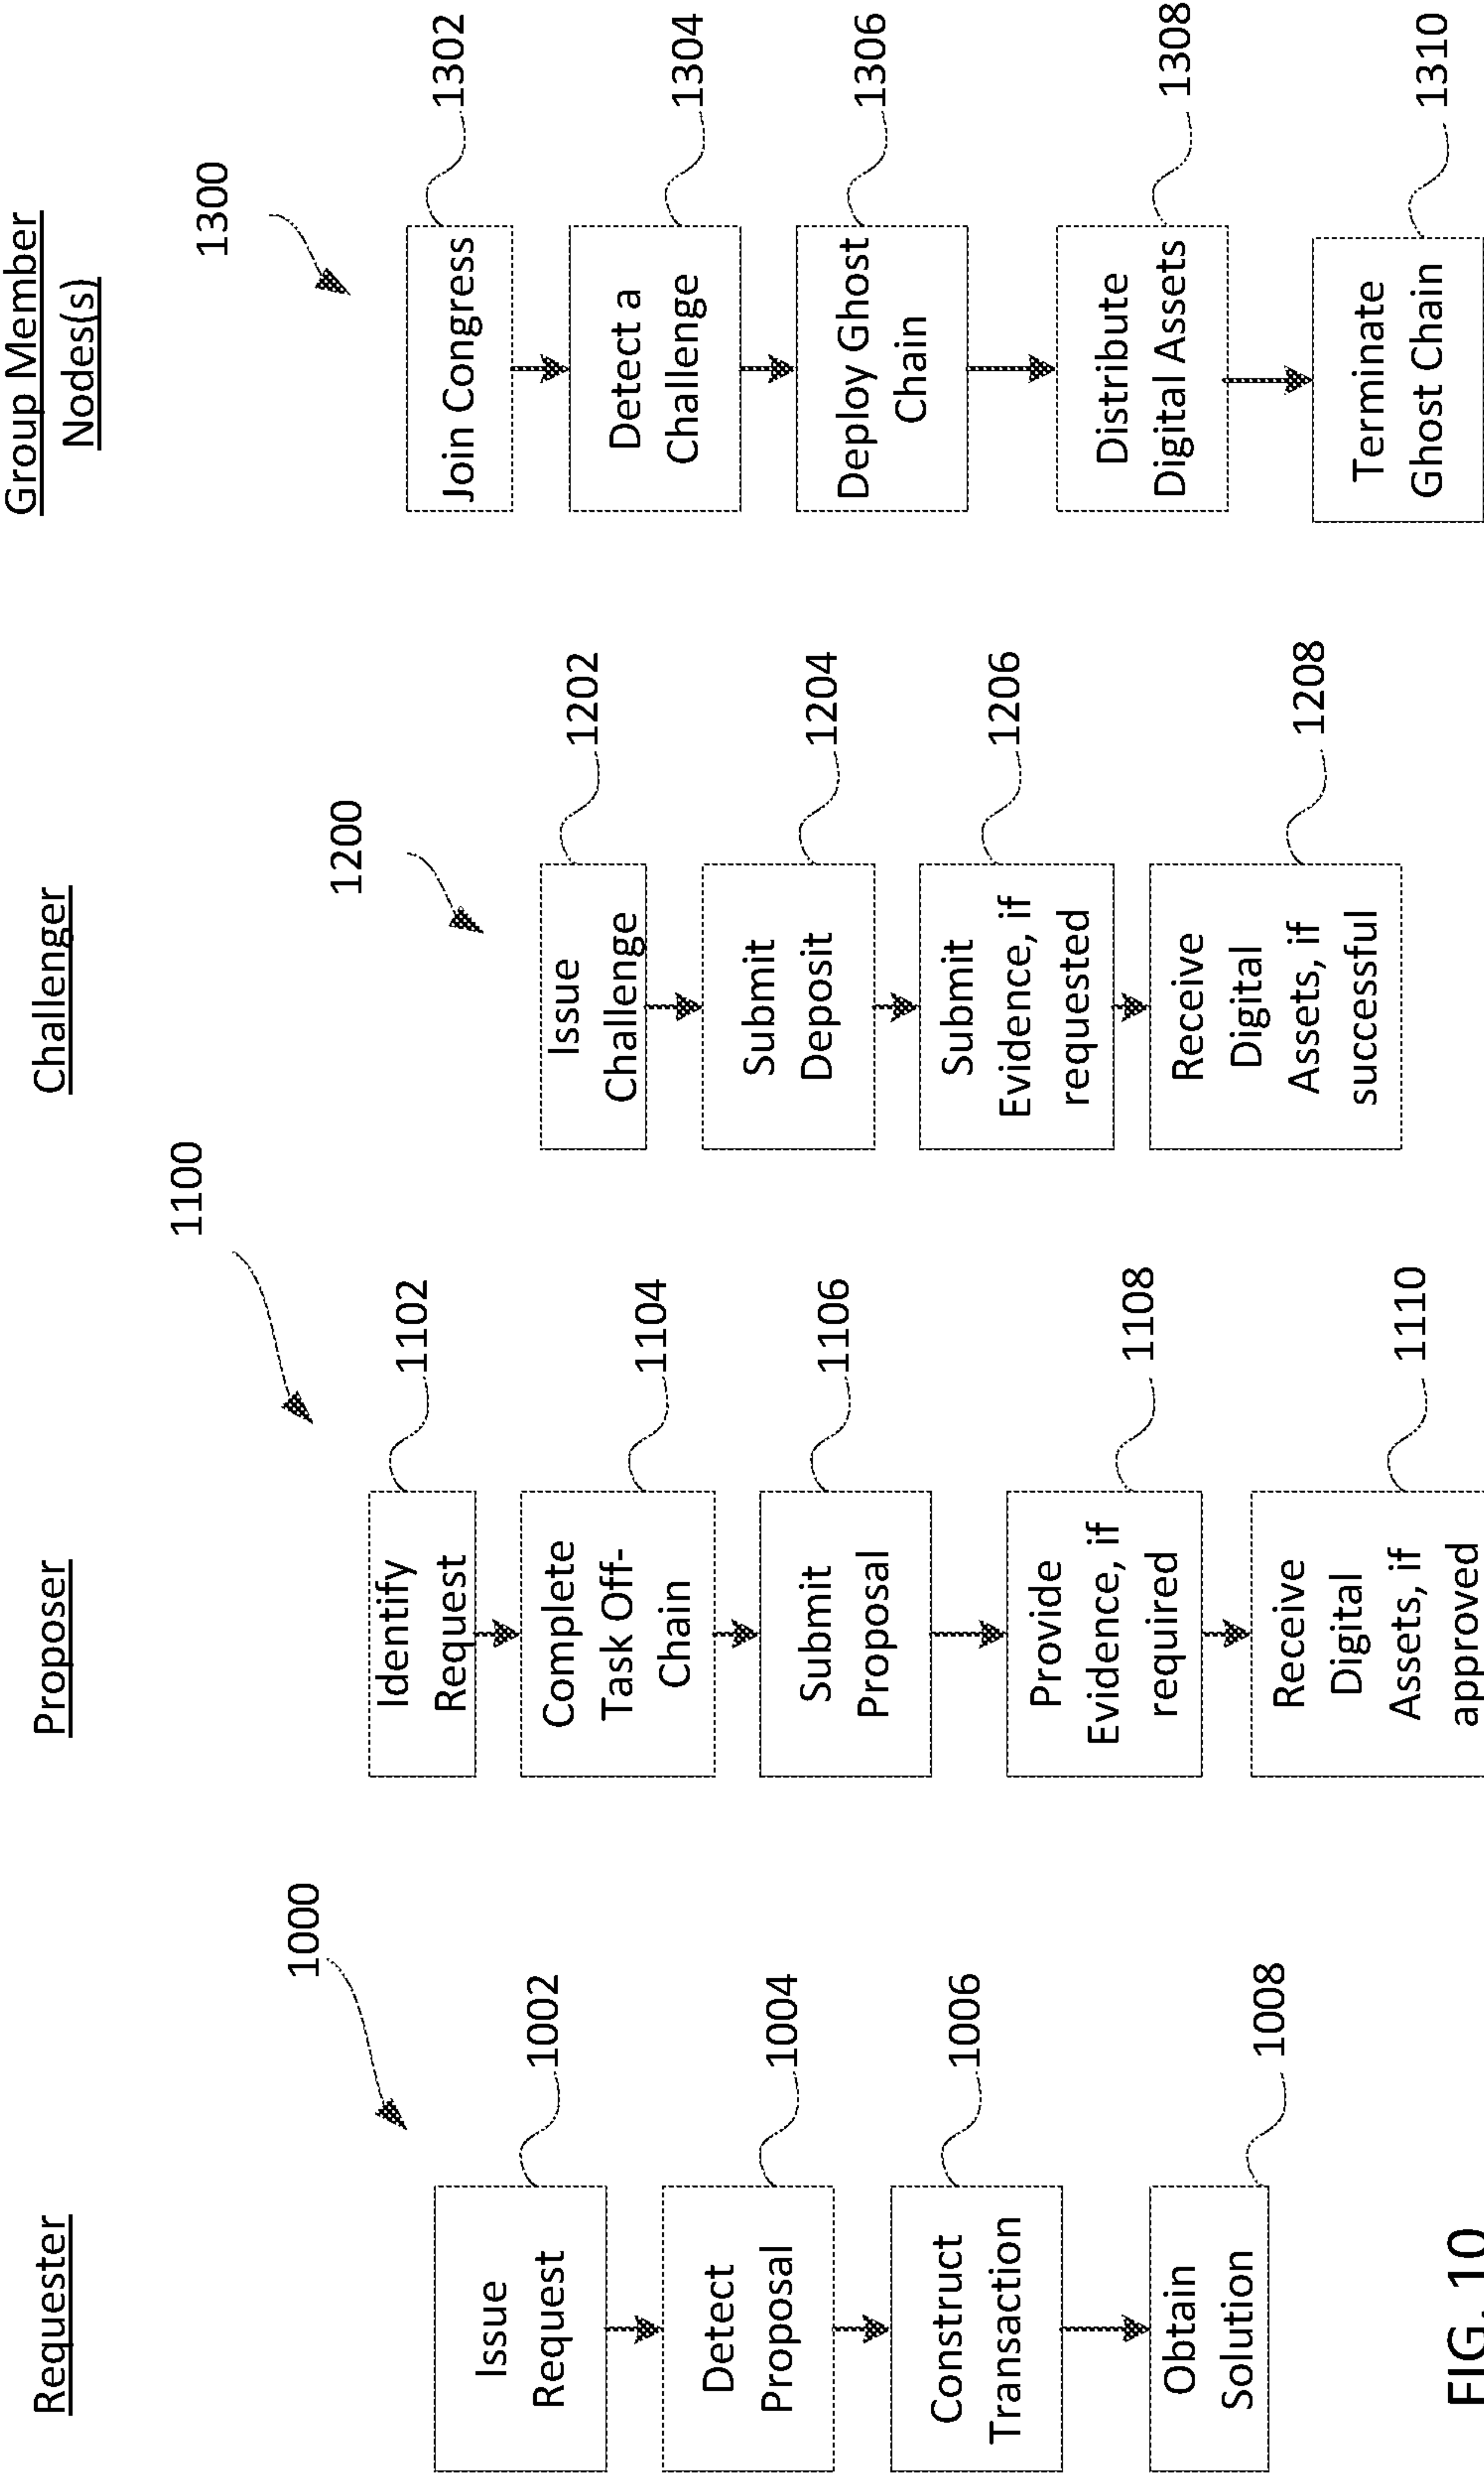 Requester
1000
Issue
Request
1002
Detect
Proposal
1004
Construct
Transaction
1006
Obtain
Solution
1008
Proposer
1100
Identify
Request
1102
Complete
Task Off-
Chain
1104
Submit
Proposal
1106
Provide
Evidence, if
required
1108
Receive
Digital
Assets, if
approved
1110
Challenger
1200
Issue
Challenge
1202
Submit
Deposit
1204
Submit
Evidence, if
requested
1206
Receive
Digital
Assets, if
successful
1208
Group Member
Nodes(s)
1300
Join Congress
1302
Detect a
Challenge
1304
Deploy Ghost
Chain
1306
Distribute
Digital Assets
1308
Terminate
Ghost Chain
1310
FIG. 10